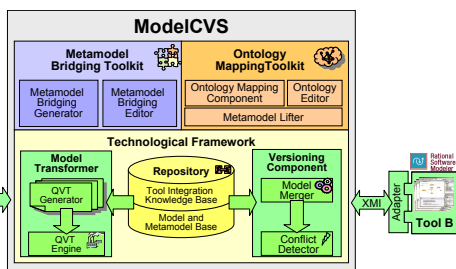 ModelCVS
Metamodel
Bridging Toolkit
Ontology
MappingToolkit
Metamodel
Bridging
Generator
Metamodel
Bridging
Editor
Ontology Mapping
Component
Ontology
Editor
Metamodel Lifter
Technological Framework
Model
Transformer
QVT
Generator
QVT
Engine
Repository
Tool Integration
Knowledge Base
Model and
Metamodel Base
Versioning
Component
Model
Merger
Conflict
Detector
XMI
Adapter
Rational
Software
Modeler
Tool B